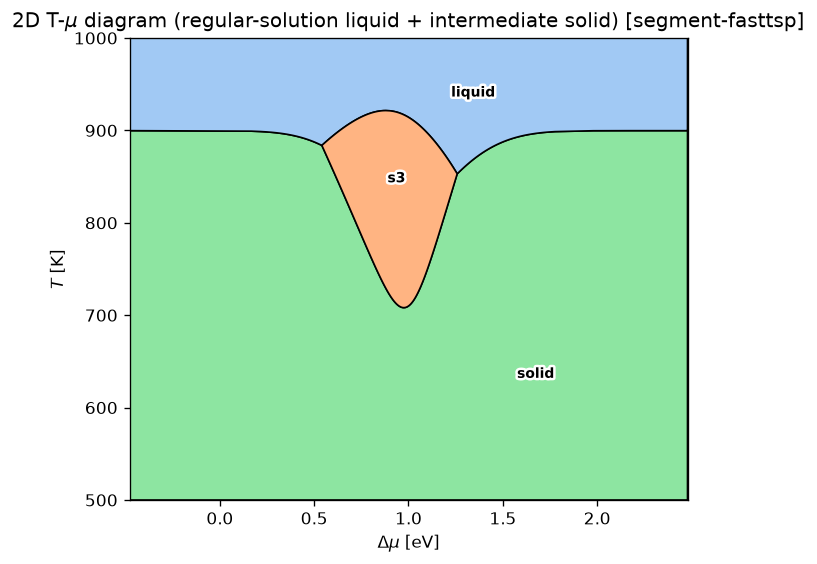 2D T-μ diagram (regular-solution liquid + intermediate solid) [segment-fasttsp]
1000
900
800
700
600
500
T [K]
liquid
s3
solid
0.0 0.5 1.0 1.5 2.0
Δμ [eV]